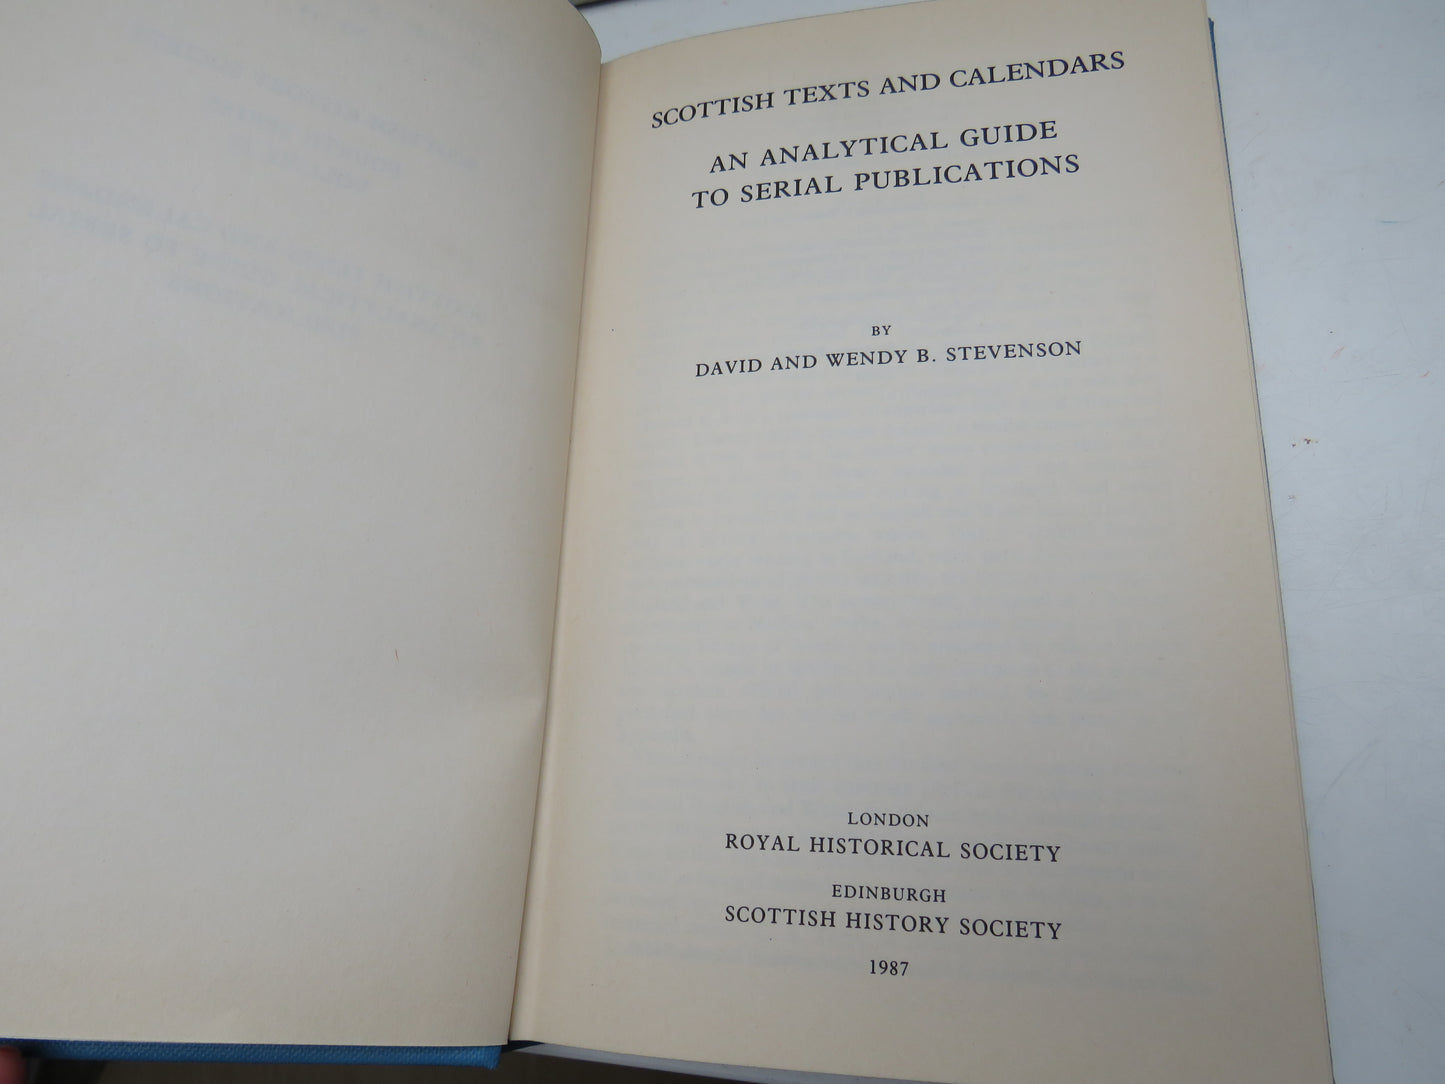 SCOTTISH TEXTS AND CALENDARS
AN ANALYTICAL GUIDE
TO SERIAL PUBLICATIONS
BY
DAVID AND WENDY B. STEVENSON
LONDON
ROYAL HISTORICAL SOCIETY
EDINBURGH
SCOTTISH HISTORY SOCIETY
1987